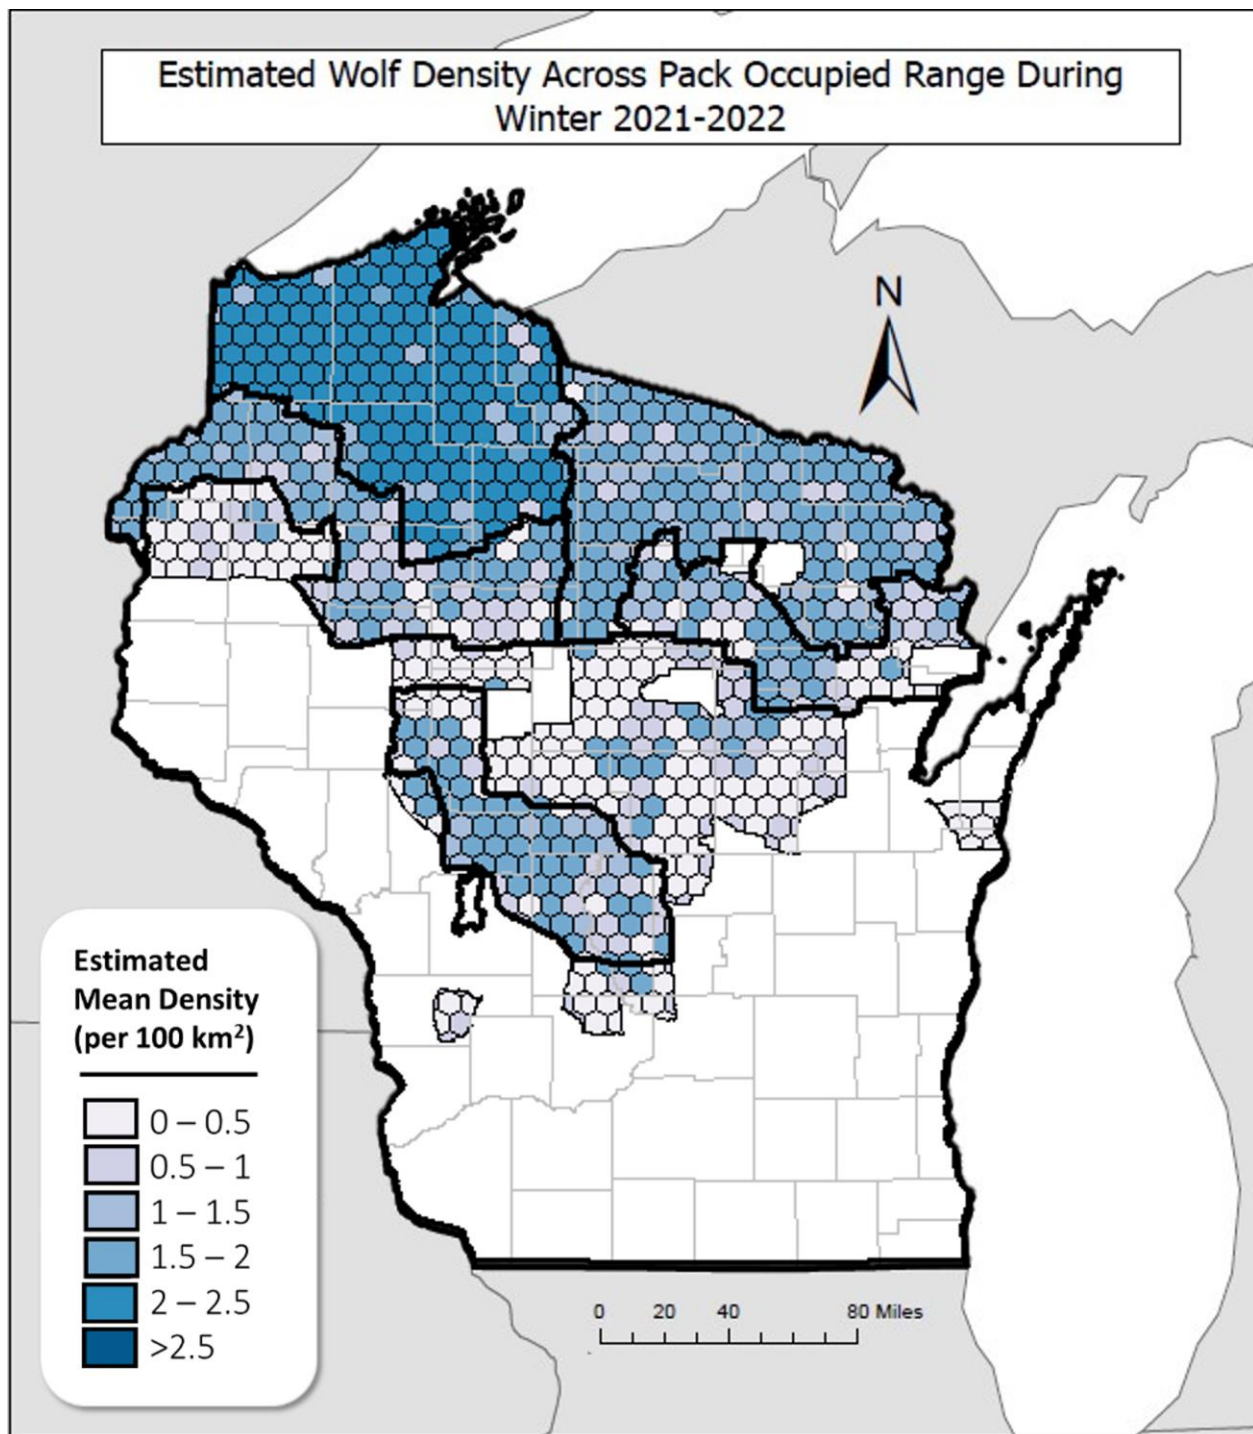 Estimated Wolf Density Across Pack Occupied Range During
Winter 2021-2022
N
Estimated
Mean Density
(per 100 km²)
0 – 0.5
0.5 – 1
1 – 1.5
1.5 – 2
2 – 2.5
>2.5
0 20 40 80 Miles